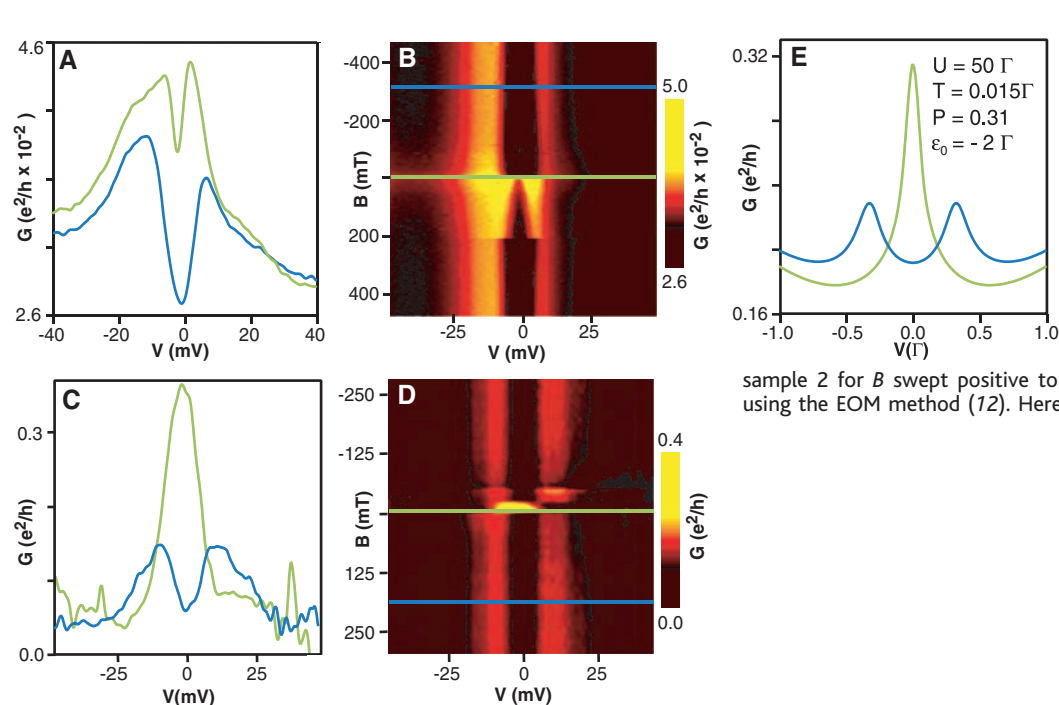 A
4.6
2.6
G (e²/h x 10⁻²)
-40
-20
0
20
40
V (mV)
B
-400
-200
0
200
400
B (mT)
-25
0
25
V (mV)
5.0
2.6
G (e²/h x 10⁻²)
E
0.32
0.16
G (e²/h)
U = 50 Γ
T = 0.015Γ
P = 0.31
ε₀ = - 2 Γ
-1.0
-0.5
0.0
0.5
1.0
V(Γ)
sample 2 for B swept positive to
using the EOM method (12). Here
C
0.3
0.0
G (e²/h)
-25
0
25
V(mV)
D
-250
-125
0
125
250
B (mT)
-25
0
25
V (mV)
0.4
0.0
G (e²/h)